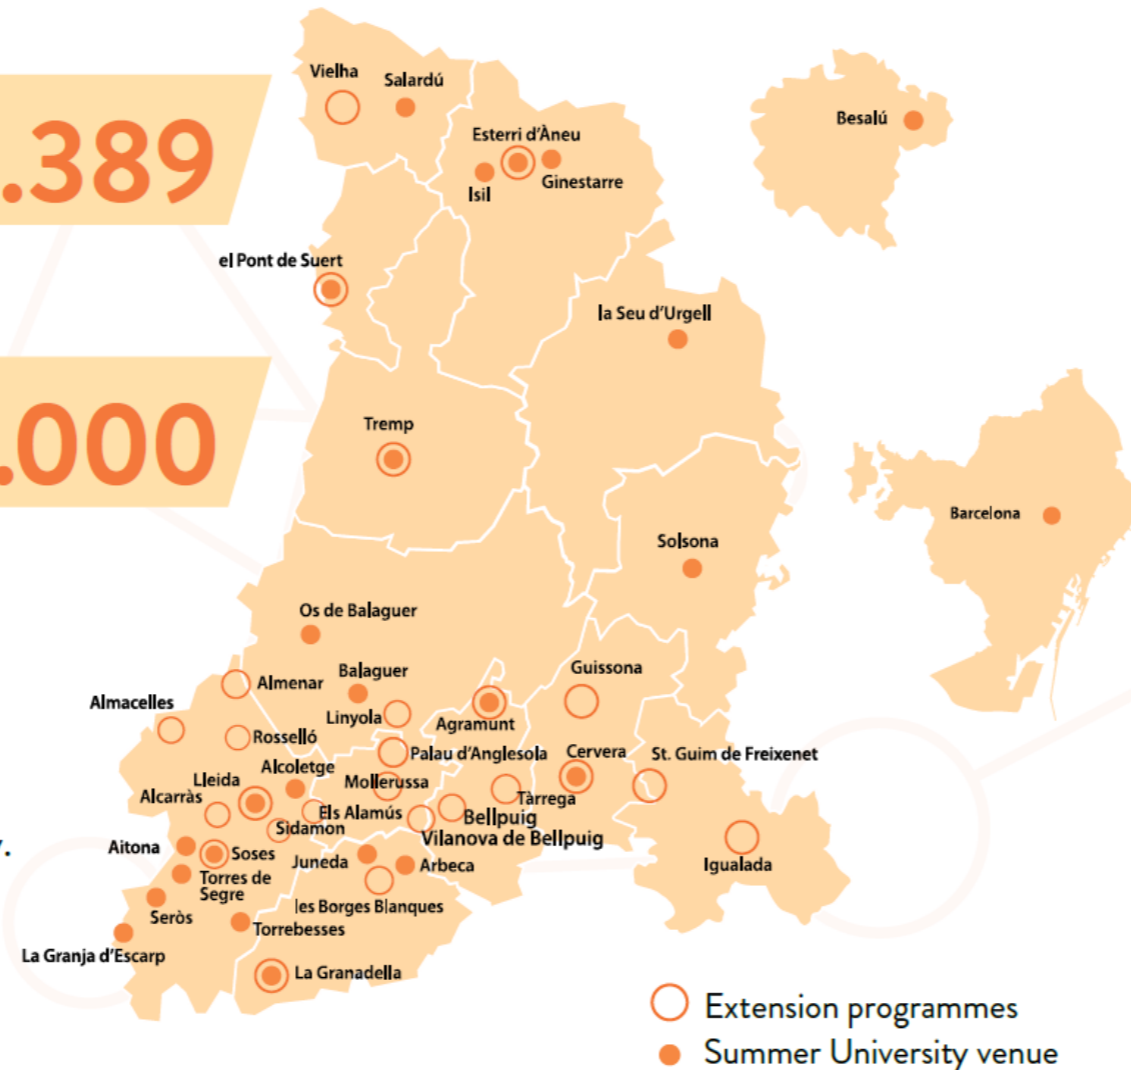 .389
.000
Vielha
Salardú
Esterri d'Àneu
Isil
Ginestarre
Besalú
el Pont de Suert
la Seu d'Urgell
Tremp
Barcelona
Solsona
Os de Balaguer
Balaguer
Guissona
Almenar
Almacelles
Linyola
Agramunt
Rosselló
Palau d'Anglesola
Cervera
St. Guim de Freixenet
Alcoletge
Lleida
Mollerussa
Alcarràs
Tàrrega
Els Alamús
Bellpuig
Sidamon
Vilanova de Bellpuig
Aitona
Soses
Juneda
Arbeca
Igualada
Torres de
Segre
Seròs
les Borges Blanques
Torrebesses
La Granja d'Escarp
La Granadella
Extension programmes
Summer University venue